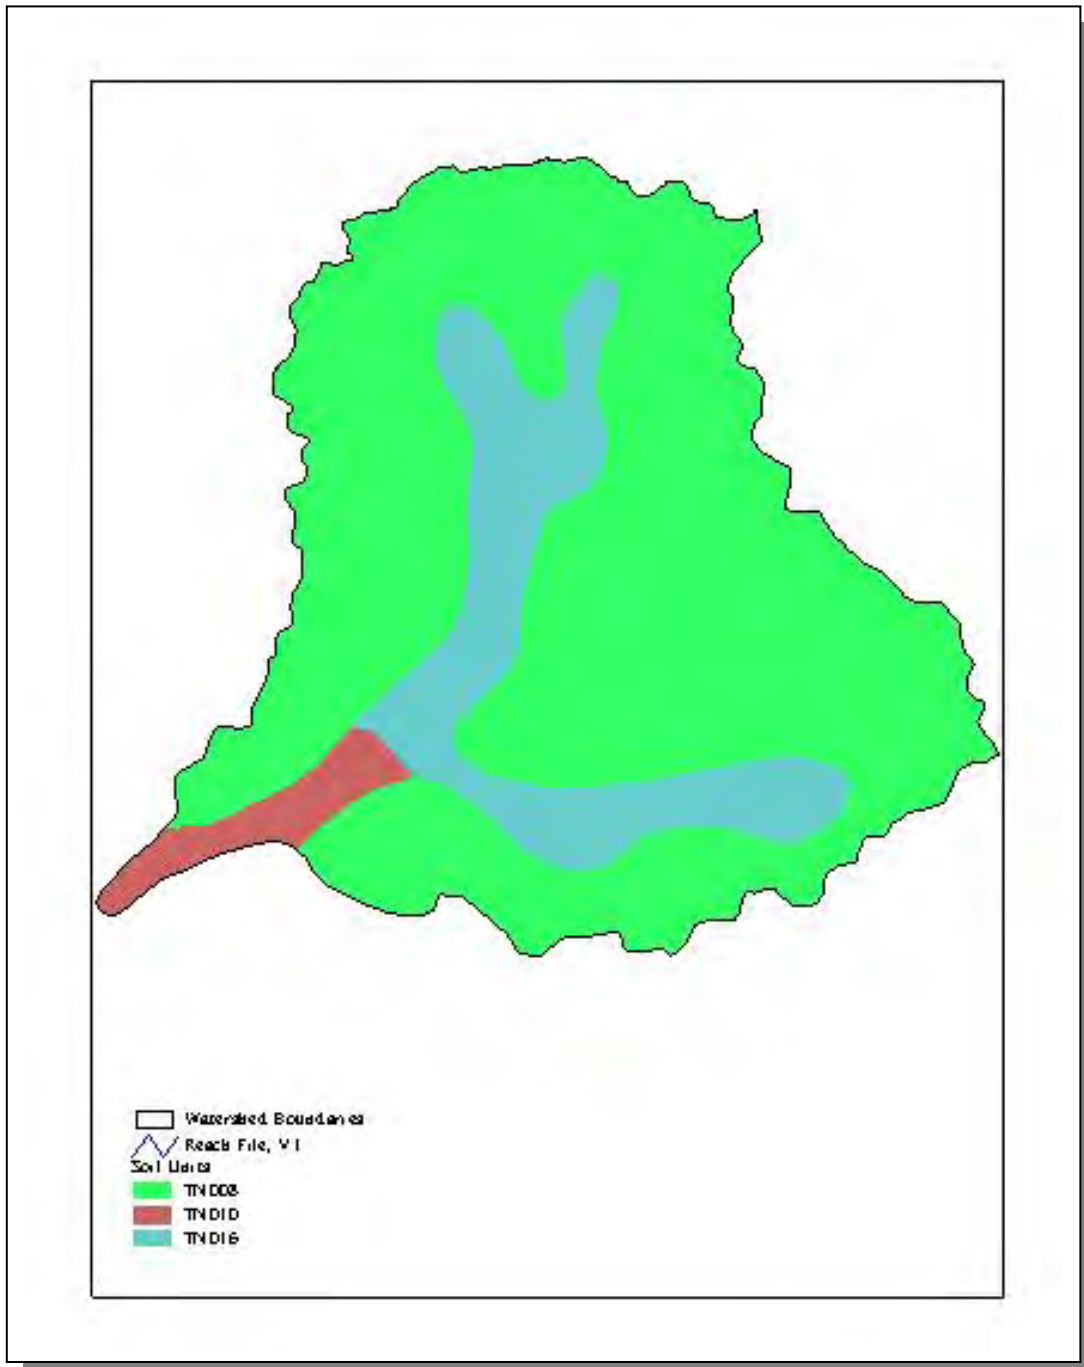 Watershed Boundaries
Reach File, V1
Soil Units
TN008
TN010
TN016